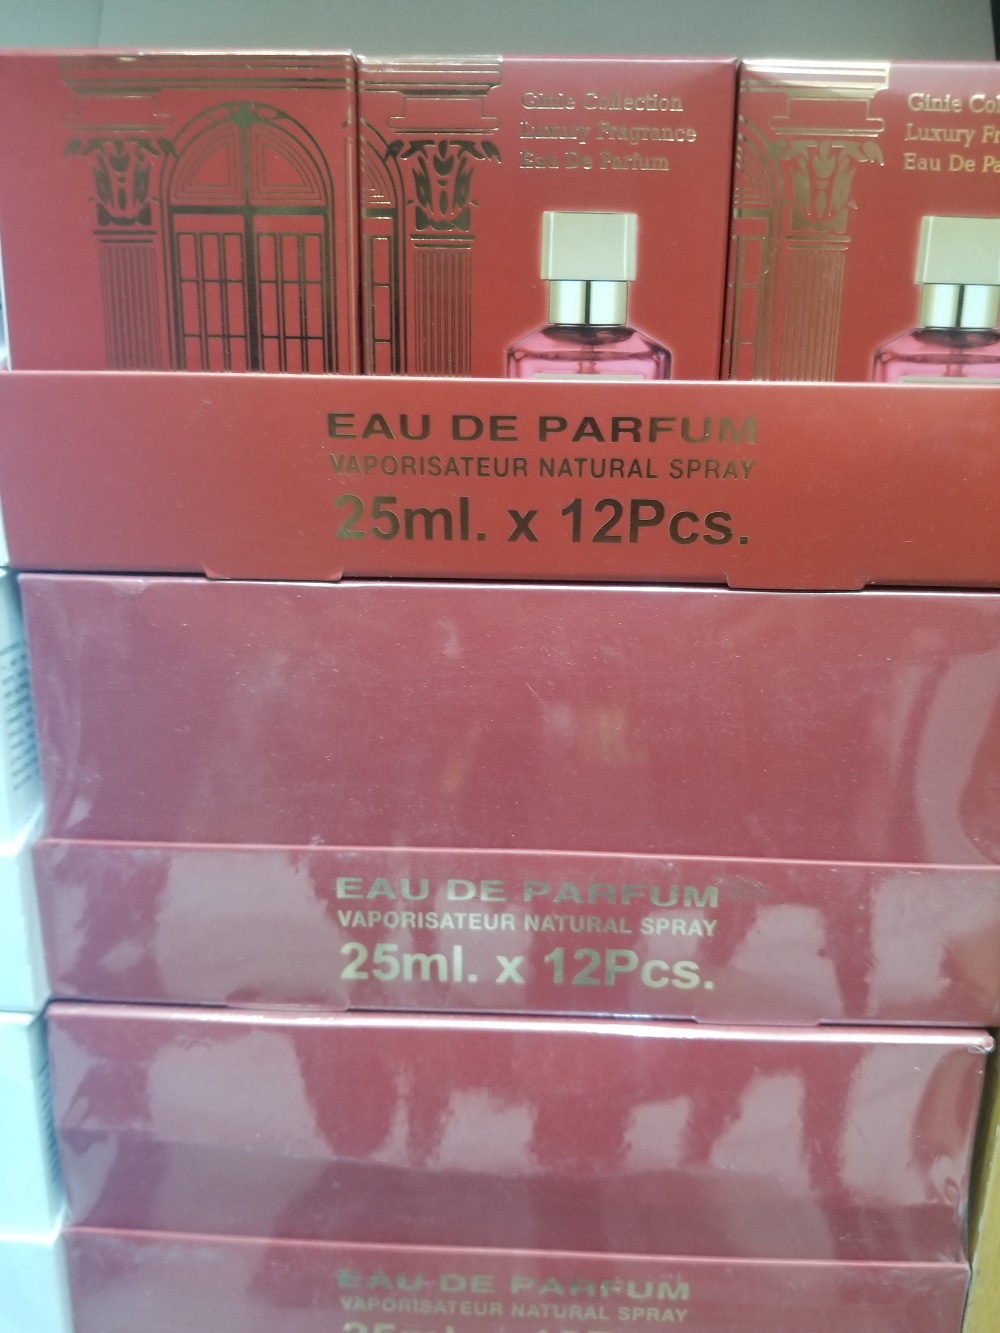 Ginie Collection
Luxury Fragrance
Eau De Parfum
Ginie Co
Luxury Fr
Eau De Pa
EAU DE PARFUM
VAPORISATEUR NATURAL SPRAY
25ml. x 12Pcs.
EAU DE PARFUM
VAPORISATEUR NATURAL SPRAY
25ml. x 12Pcs.
EAU DE PARFUM
VAPORISATEUR NATURAL SPRAY